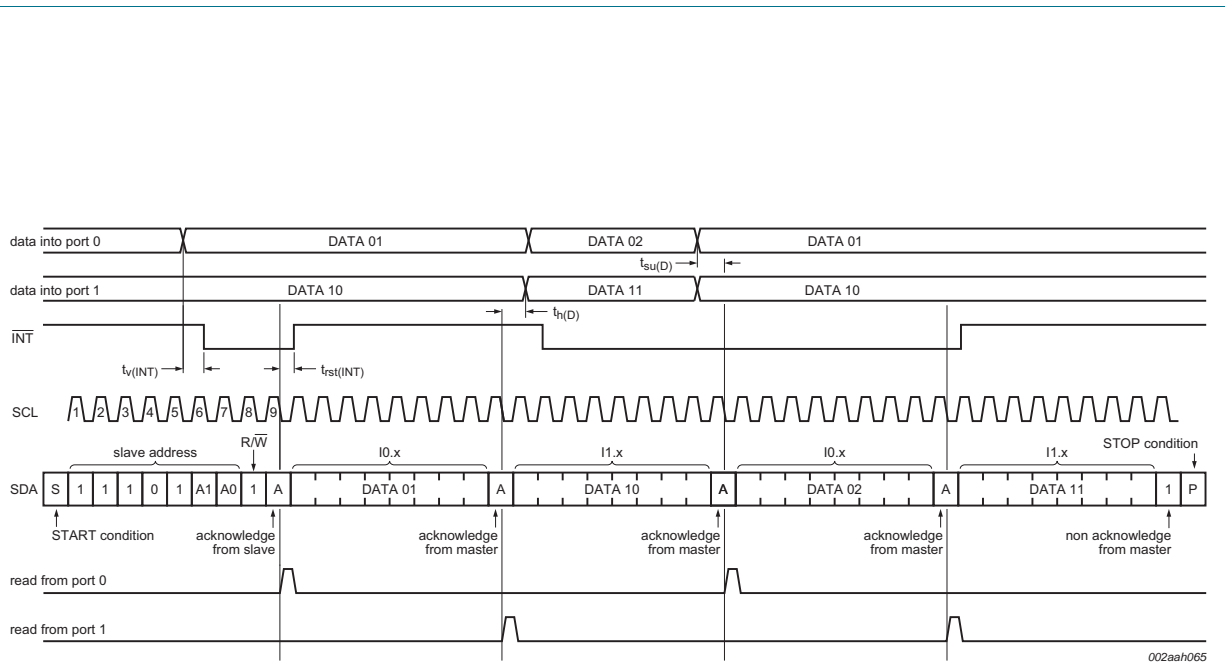 data into port 0 DATA 01 DATA 02 DATA 01
tsu(D)
data into port 1 DATA 10 DATA 11 DATA 10
th(D)
INT
tv(INT) trst(INT)
SCL 1 2 3 4 5 6 7 8 9
R/W STOP condition
slave address I0.x I1.x I0.x I1.x
SDA S 1 1 1 0 1 A1 A0 1 A DATA 01 A DATA 10 A DATA 02 A DATA 11 1 P
START condition acknowledge acknowledge acknowledge acknowledge non acknowledge
from slave from master from master from master from master
read from port 0
read from port 1
002aah065